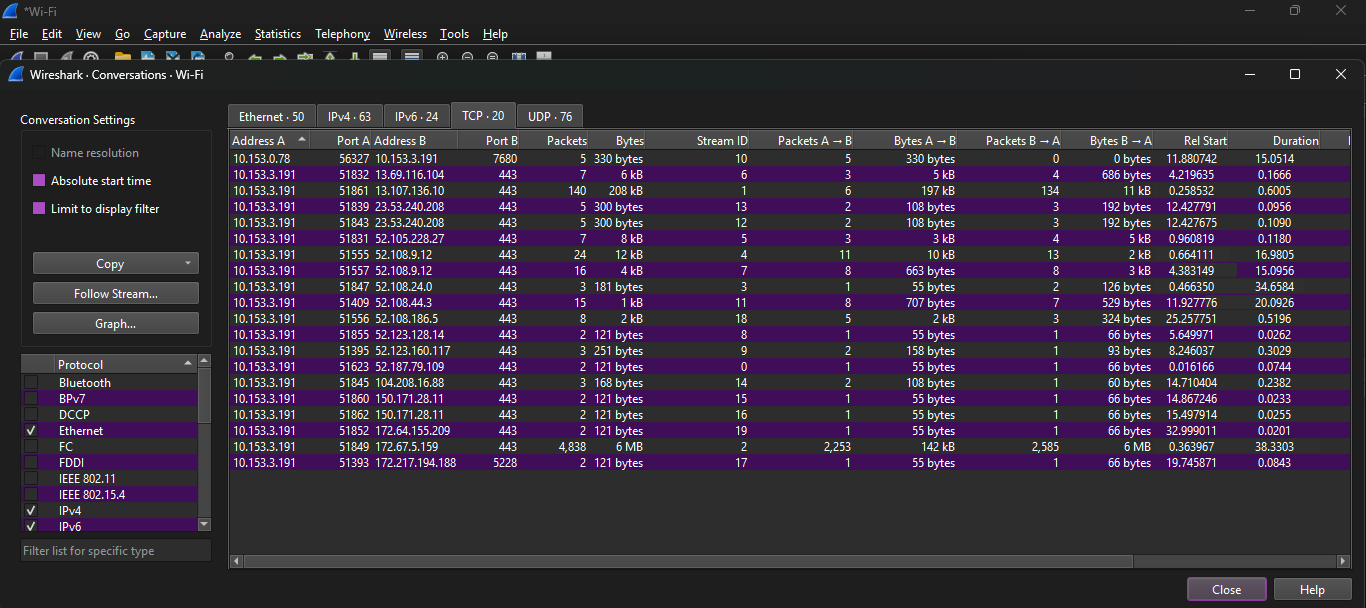 *Wi-Fi
File Edit View Go Capture Analyze Statistics Telephony Wireless Tools Help
Wireshark · Conversations · Wi-Fi
Conversation Settings
Name resolution
Absolute start time
Limit to display filter
Copy
Follow Stream...
Graph...
Protocol
Bluetooth
BPv7
DCCP
Ethernet
FC
FDDI
IEEE 802.11
IEEE 802.15.4
IPv4
IPv6
Filter list for specific type
Ethernet · 50 IPv4 · 63 IPv6 · 24 TCP · 20 UDP · 76
Address A Port A Address B Port B Packets Bytes Stream ID Packets A → B Bytes A → B Packets B → A Bytes B → A Rel Start Duration
10.153.0.78 56327 10.153.3.191 7680 5 330 bytes 10 5 330 bytes 0 0 bytes 11.880742 15.0514
10.153.3.191 51832 13.69.116.104 443 7 6 kB 6 3 5 kB 4 686 bytes 4.219635 0.1666
10.153.3.191 51861 13.107.136.10 443 140 208 kB 1 6 197 kB 134 11 kB 0.258532 0.6005
10.153.3.191 51839 23.53.240.208 443 5 300 bytes 13 2 108 bytes 3 192 bytes 12.427791 0.0956
10.153.3.191 51843 23.53.240.208 443 5 300 bytes 12 2 108 bytes 3 192 bytes 12.427675 0.1090
10.153.3.191 51831 52.105.228.27 443 7 8 kB 5 3 3 kB 4 5 kB 0.960819 0.1180
10.153.3.191 51555 52.108.9.12 443 24 12 kB 4 11 10 kB 13 2 kB 0.664111 16.9805
10.153.3.191 51557 52.108.9.12 443 16 4 kB 7 8 663 bytes 8 3 kB 4.383149 15.0956
10.153.3.191 51847 52.108.24.0 443 3 181 bytes 3 1 55 bytes 2 126 bytes 0.466350 34.6584
10.153.3.191 51409 52.108.44.3 443 15 1 kB 11 8 707 bytes 7 529 bytes 11.927776 20.0926
10.153.3.191 51556 52.108.186.5 443 8 2 kB 18 5 2 kB 3 324 bytes 25.257751 0.5196
10.153.3.191 51855 52.123.128.14 443 2 121 bytes 8 1 55 bytes 1 66 bytes 5.649971 0.0262
10.153.3.191 51395 52.123.160.117 443 3 251 bytes 9 2 158 bytes 1 93 bytes 8.246037 0.3029
10.153.3.191 51623 52.187.79.109 443 2 121 bytes 0 1 55 bytes 1 66 bytes 0.016166 0.0744
10.153.3.191 51845 104.208.16.88 443 3 168 bytes 14 2 108 bytes 1 60 bytes 14.710404 0.2382
10.153.3.191 51860 150.171.28.11 443 2 121 bytes 15 1 55 bytes 1 66 bytes 14.867246 0.0233
10.153.3.191 51862 150.171.28.11 443 2 121 bytes 16 1 55 bytes 1 66 bytes 15.497914 0.0255
10.153.3.191 51852 172.64.155.209 443 2 121 bytes 19 1 55 bytes 1 66 bytes 32.999011 0.0201
10.153.3.191 51849 172.67.5.159 443 4,838 6 MB 2 2,253 142 kB 2,585 6 MB 0.363967 38.3303
10.153.3.191 51393 172.217.194.188 5228 2 121 bytes 17 1 55 bytes 1 66 bytes 19.745871 0.0843
Close Help